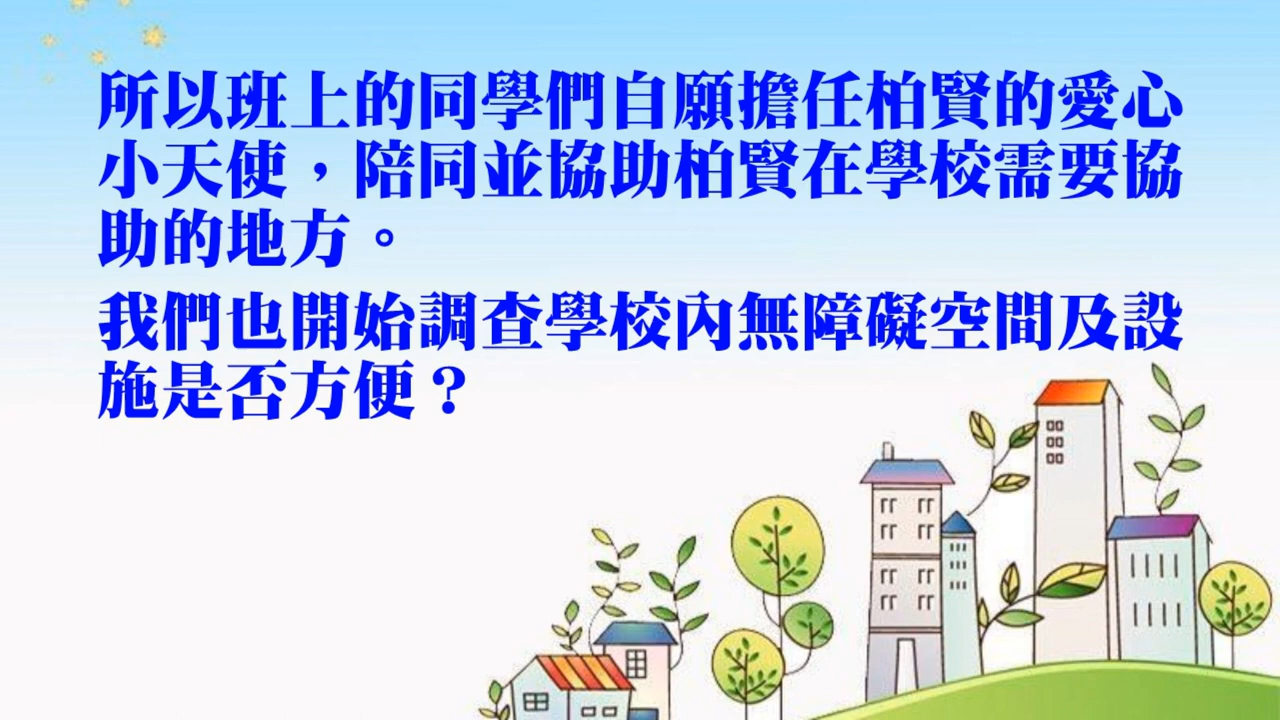 所以班上的同學們自願擔任柏賢的愛心
小天使，陪同並協助柏賢在學校需要協
助的地方。
我們也開始調查學校內無障礙空間及設
施是否方便？